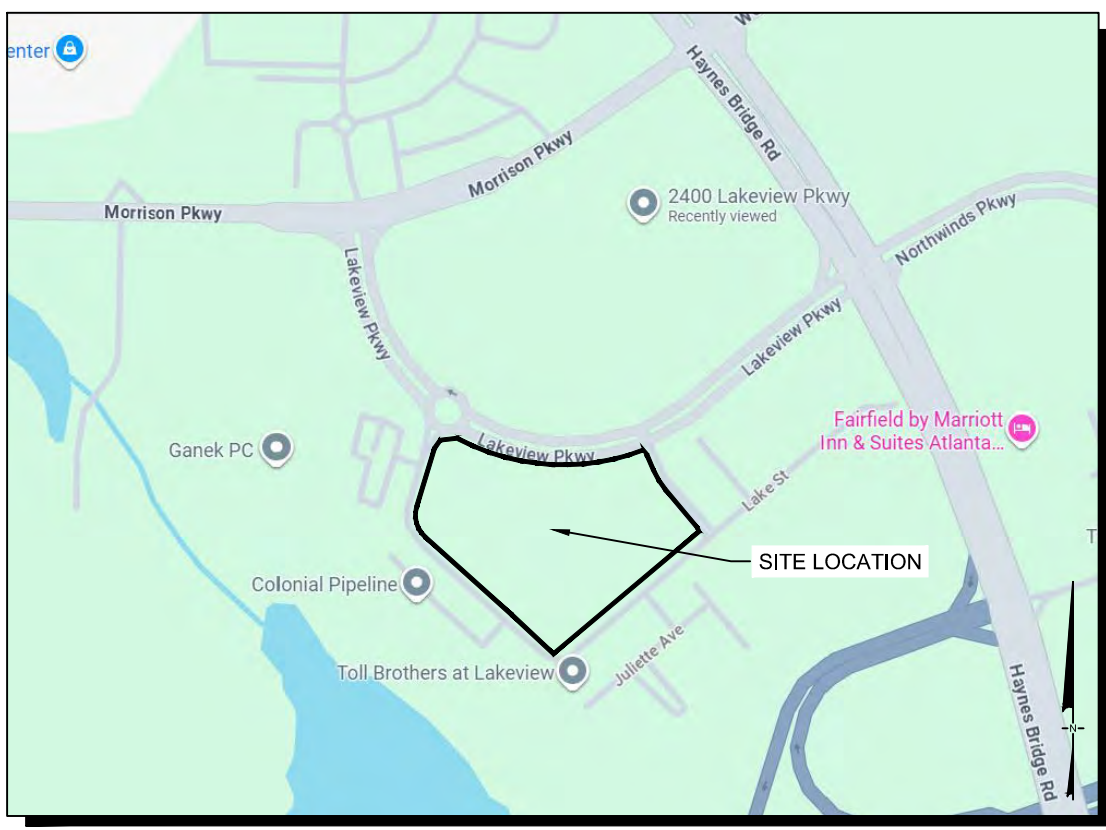 enter
W
Haynes Bridge Rd
Morrison Pkwy
Morrison Pkwy
2400 Lakeview Pkwy
Recently viewed
Northwinds Pkwy
Lakeview Pkwy
Lakeview Pkwy
Fairfield by Marriott
Inn & Suites Atlanta...
Lakeview Pkwy
Ganek PC
Lake St
T
SITE LOCATION
Colonial Pipeline
Juliette Ave
Toll Brothers at Lakeview
Haynes Bridge Rd
N